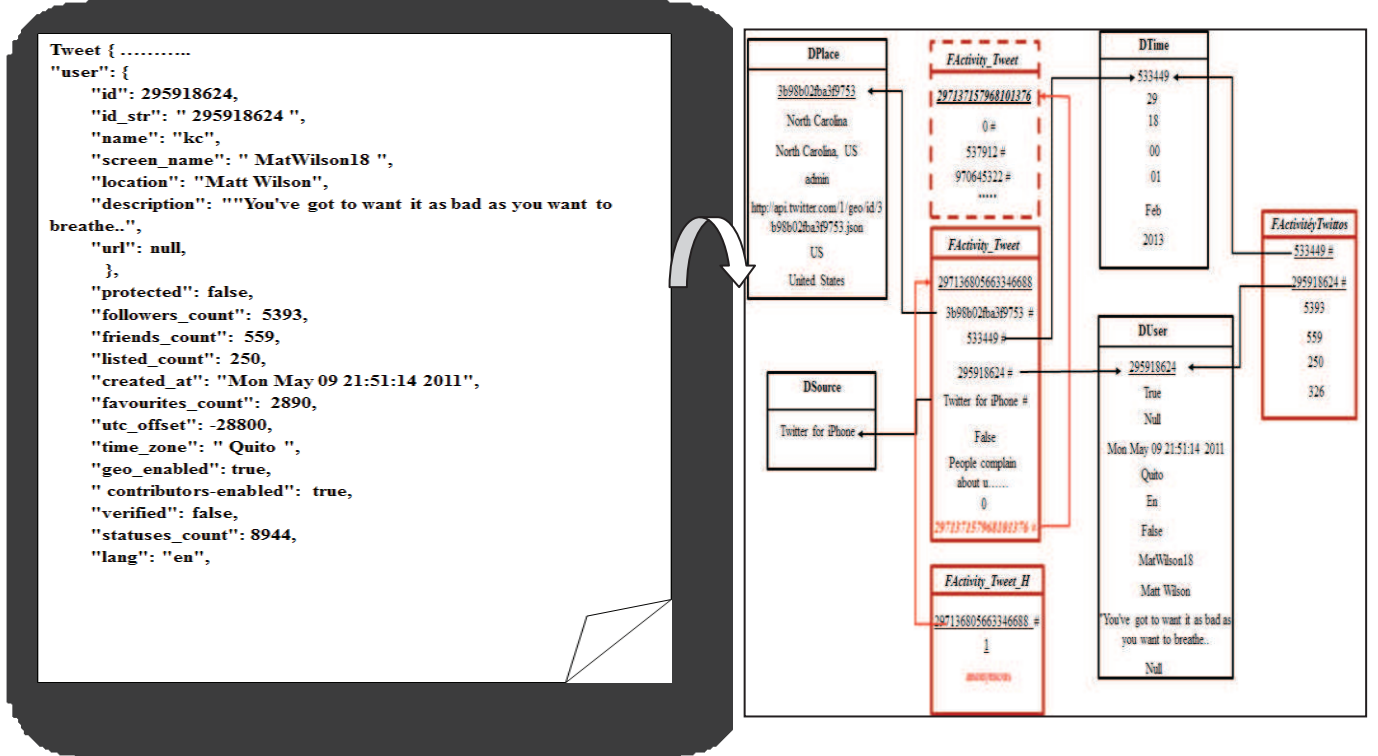 Tweet { ………..
"user": {
"id": 295918624,
"id_str": " 295918624 ",
"name": "kc",
"screen_name": " MatWilson18 ",
"location": "Matt Wilson",
"description": ""You've got to want it as bad as you want to
breathe..",
"url": null,
},
"protected": false,
"followers_count": 5393,
"friends_count": 559,
"listed_count": 250,
"created_at": "Mon May 09 21:51:14 2011",
"favourites_count": 2890,
"utc_offset": -28800,
"time_zone": " Quito ",
"geo_enabled": true,
" contributors-enabled": true,
"verified": false,
"statuses_count": 8944,
"lang": "en",
DPlace
3b98b02fba3f9753
North Carolina
North Carolina, US
admin
http://api.twitter.com/1/geo/id/3
b98b02fba3f9753.json
US
United States
DSource
Twitter for iPhone
FActivity_Tweet
297137157968101376
0 #
537912 #
970645322 #
.....
FActivity_Tweet
297136805663346688
3b98b02fba3f9753 #
533449 #
295918624 #
Twitter for iPhone #
False
People complain
about u......
0
297137157968101376 #
FActivity_Tweet_H
297136805663346688 #
1
anonymous
DTime
533449
29
18
00
01
Feb
2013
DUser
295918624
True
Null
Mon May 09 21:51:14 2011
Quito
En
False
MatWilson18
Matt Wilson
"You've got to want it as bad as
you want to breathe..
Null
FActivitéyTwittos
533449 #
295918624 #
5393
559
250
326